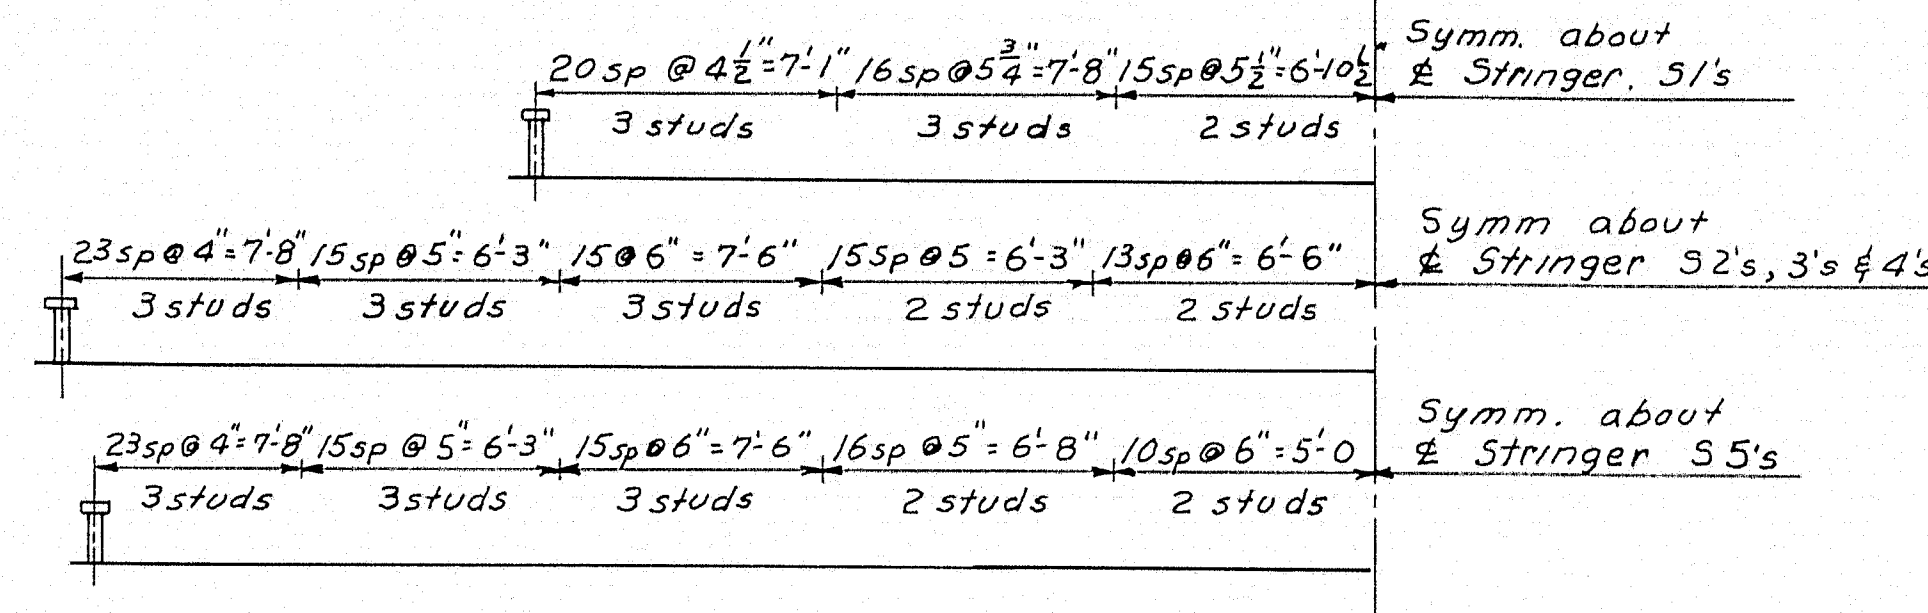 20 sp @ 4 1/2" = 7'-1" 16 sp @ 5 3/4" = 7'-8" 15 sp @ 5 1/2" = 6'-10 1/2"
3 studs 3 studs 2 studs
Symm. about
℄ Stringer. S1's
23 sp @ 4" = 7'-8" 15 sp @ 5" = 6'-3" 15 @ 6" = 7'-6" 15 sp @ 5 = 6'-3" 13 sp @ 6" = 6'-6"
3 studs 3 studs 3 studs 2 studs 2 studs
Symm about
℄ Stringer S2's, 3's & 4's
23 sp @ 4" = 7'-8" 15 sp @ 5" = 6'-3" 15 sp @ 6" = 7'-6" 16 sp @ 5" = 6'-8" 10 sp @ 6" = 5'-0
3 studs 3 studs 3 studs 2 studs 2 studs
Symm. about
℄ Stringer S5's